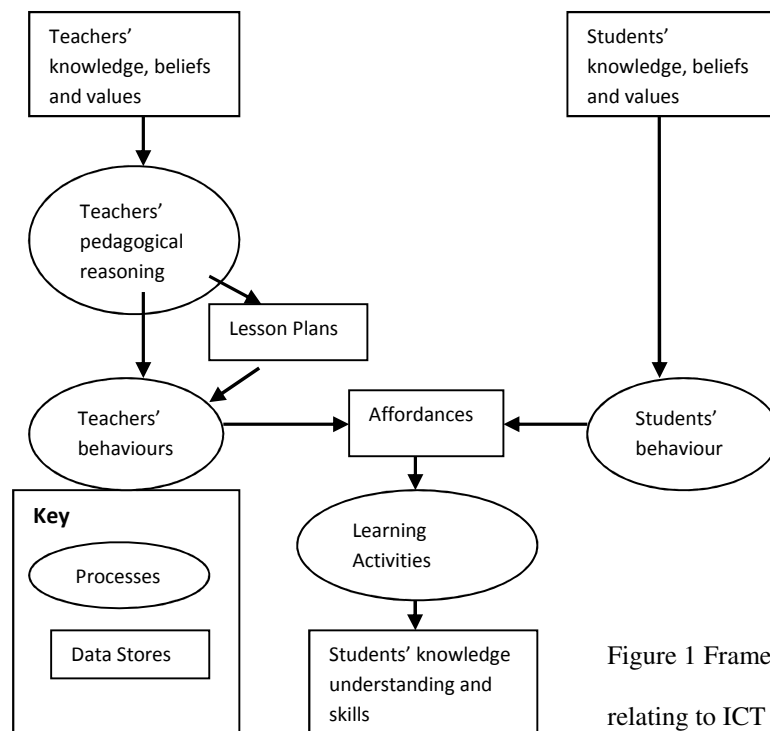 Teachers’
knowledge, beliefs
and values
Students’
knowledge, beliefs
and values
Teachers’
pedagogical
reasoning
Lesson Plans
Teachers’
behaviours
Affordances
Students’
behaviour
Key
Processes
Data Stores
Learning
Activities
Students’ knowledge
understanding and
skills
Figure 1 Frame
relating to ICT